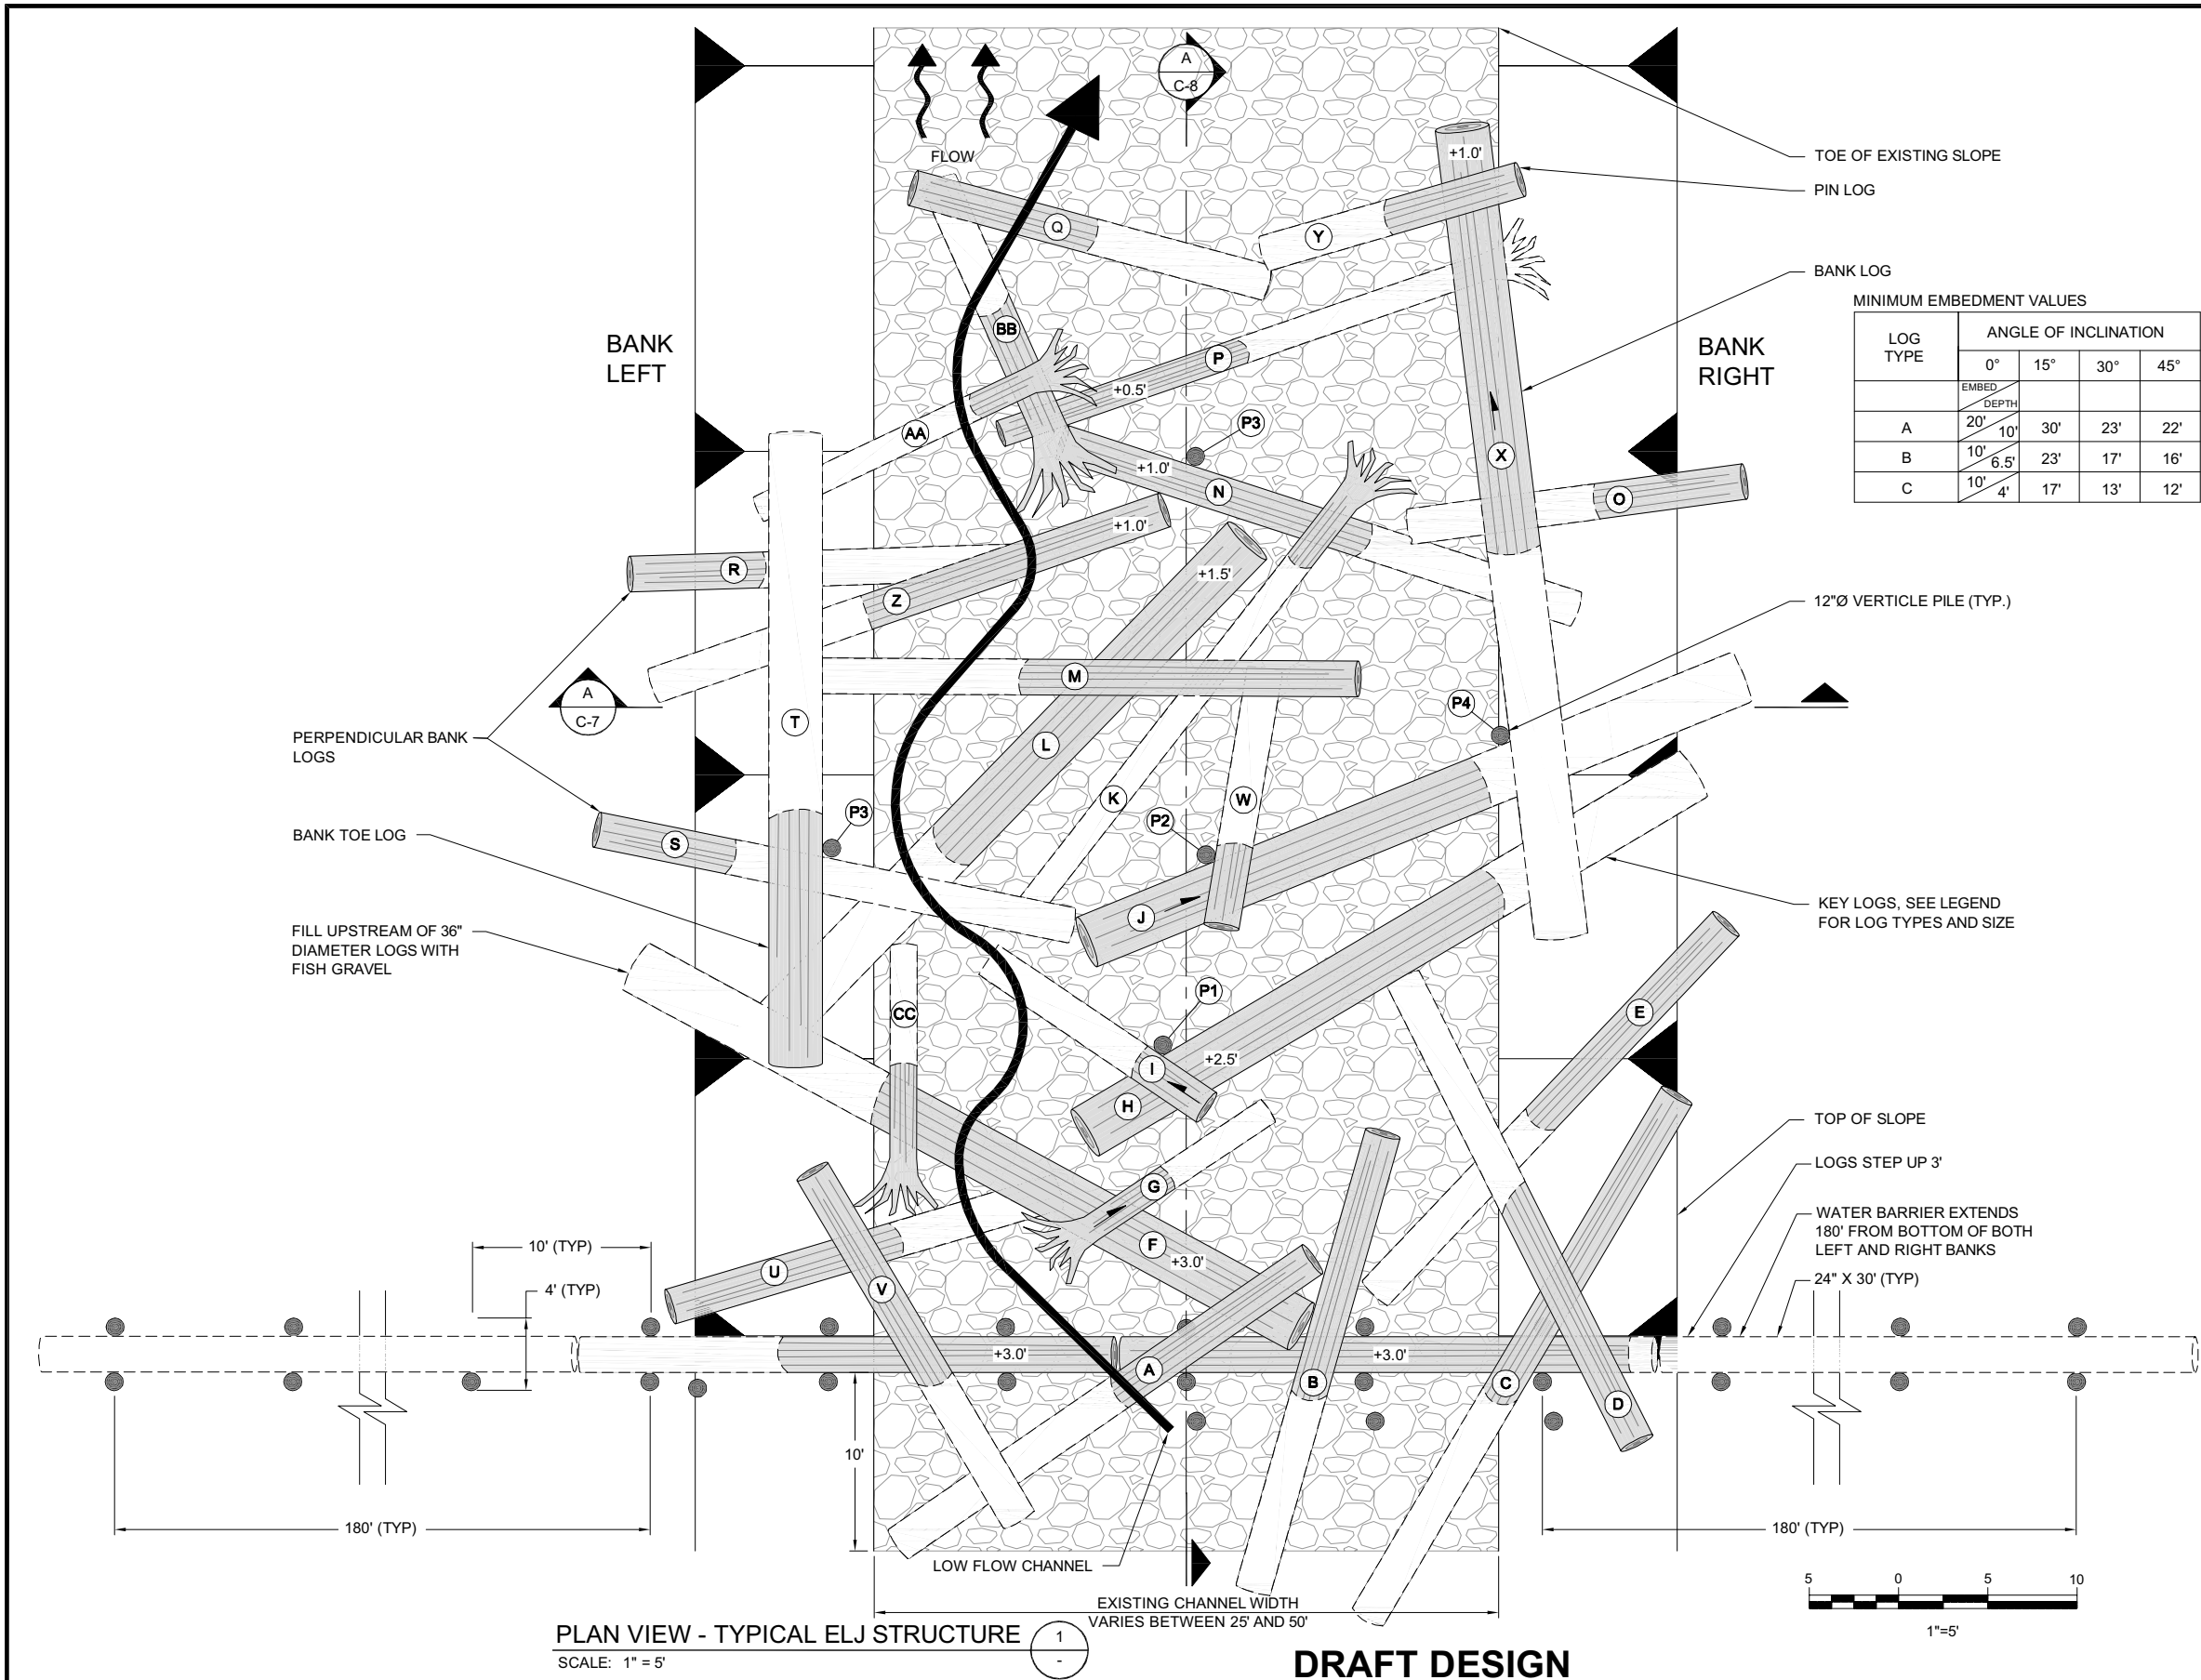 A
C-8
FLOW
+1.0'
TOE OF EXISTING SLOPE
PIN LOG
Q
Y
BANK LOG
MINIMUM EMBEDMENT VALUES
LOG TYPE
ANGLE OF INCLINATION
0° 15° 30° 45°
EMBED
DEPTH
A 20' 10' 30' 23' 22'
B 10' 6.5' 23' 17' 16'
C 10' 4' 17' 13' 12'
BANK
LEFT
BANK
RIGHT
BB
P
+0.5'
P3
AA
X
+1.0'
N
O
+1.0'
R
+1.5'
Z
12"Ø VERTICLE PILE (TYP.)
M
A
C-7
T
P4
PERPENDICULAR BANK
LOGS
L
K
W
P3
P2
BANK TOE LOG
S
J
KEY LOGS, SEE LEGEND
FOR LOG TYPES AND SIZE
FILL UPSTREAM OF 36"
DIAMETER LOGS WITH
FISH GRAVEL
P1
CC
E
+2.5'
I
H
TOP OF SLOPE
LOGS STEP UP 3'
G
WATER BARRIER EXTENDS
180' FROM BOTTOM OF BOTH
LEFT AND RIGHT BANKS
10' (TYP)
F
+3.0'
U
24" X 30' (TYP)
4' (TYP)
V
+3.0'
+3.0'
A
B
C
D
10'
180' (TYP)
180' (TYP)
LOW FLOW CHANNEL
EXISTING CHANNEL WIDTH
VARIES BETWEEN 25' AND 50'
5 0 5 10
1"=5'
PLAN VIEW - TYPICAL ELJ STRUCTURE
1
-
SCALE: 1" = 5'
DRAFT DESIGN